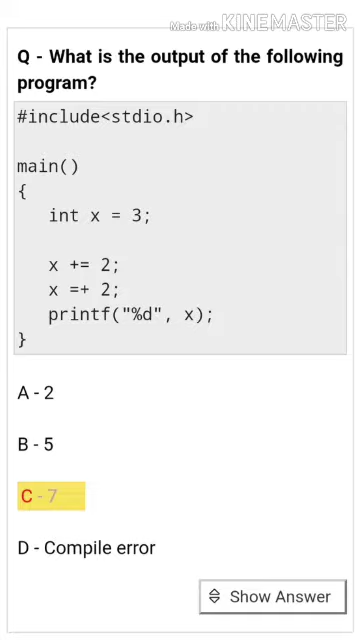 Made with KINEMASTER
Q - What is the output of the following
program?
#include<stdio.h>
main()
{
int x = 3;
x += 2;
x =+ 2;
printf("%d", x);
}
A - 2
B - 5
C - 7
D - Compile error
Show Answer